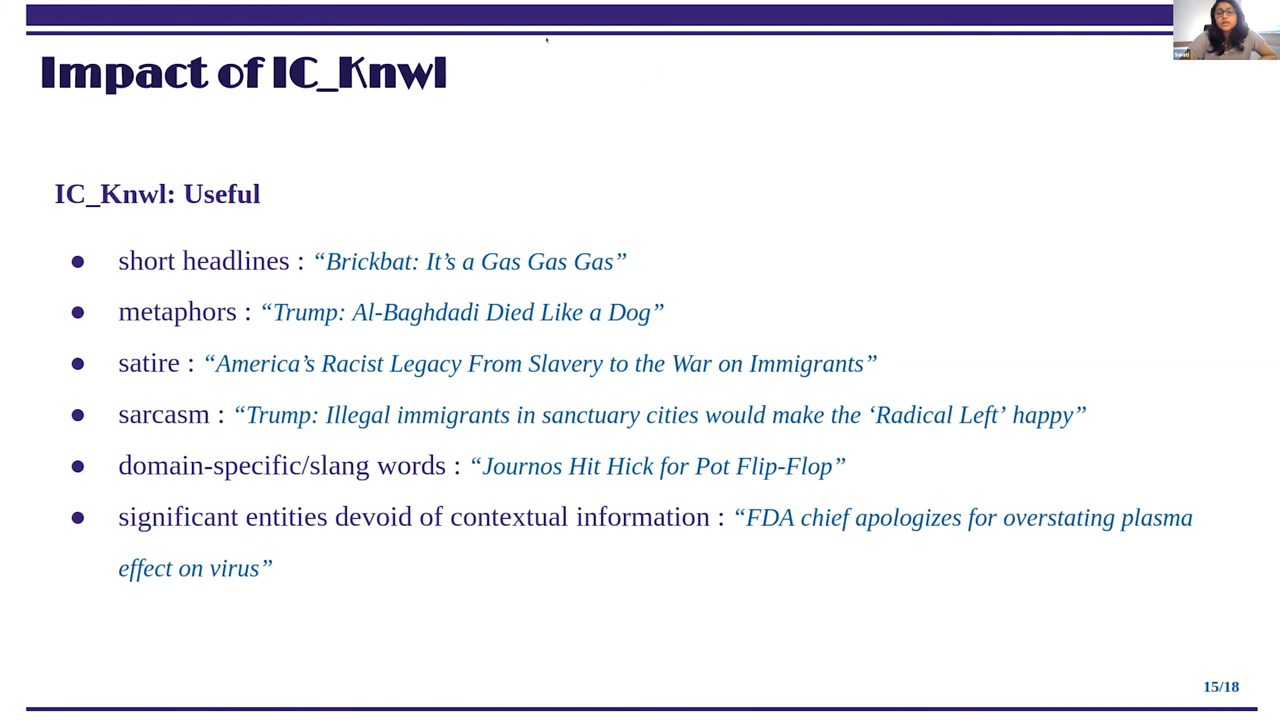 Swati
Impact of IC_Knwl
IC_Knwl: Useful
● short headlines : “Brickbat: It’s a Gas Gas Gas”
● metaphors : “Trump: Al-Baghdadi Died Like a Dog”
● satire : “America’s Racist Legacy From Slavery to the War on Immigrants”
● sarcasm : “Trump: Illegal immigrants in sanctuary cities would make the ‘Radical Left’ happy”
● domain-specific/slang words : “Journos Hit Hick for Pot Flip-Flop”
● significant entities devoid of contextual information : “FDA chief apologizes for overstating plasma
effect on virus”
15/18